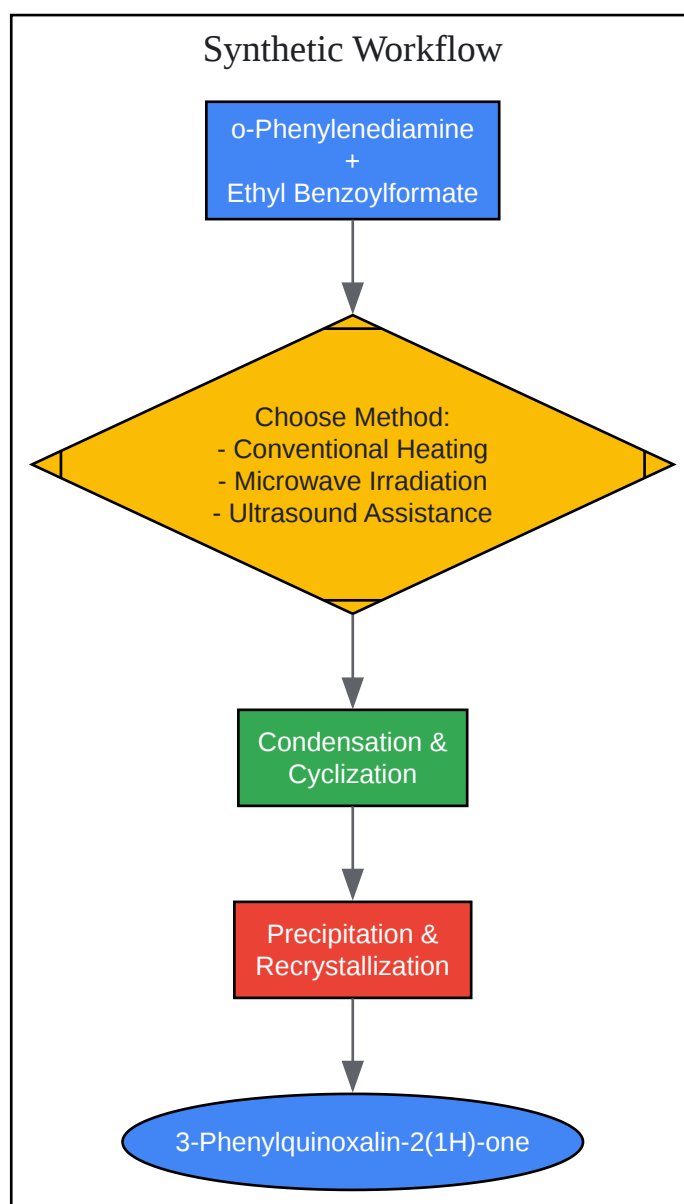 Synthetic Workflow
o-Phenylenediamine
+
Ethyl Benzoylformate
Choose Method:
- Conventional Heating
- Microwave Irradiation
- Ultrasound Assistance
Condensation &
Cyclization
Precipitation &
Recrystallization
3-Phenylquinoxalin-2(1H)-one